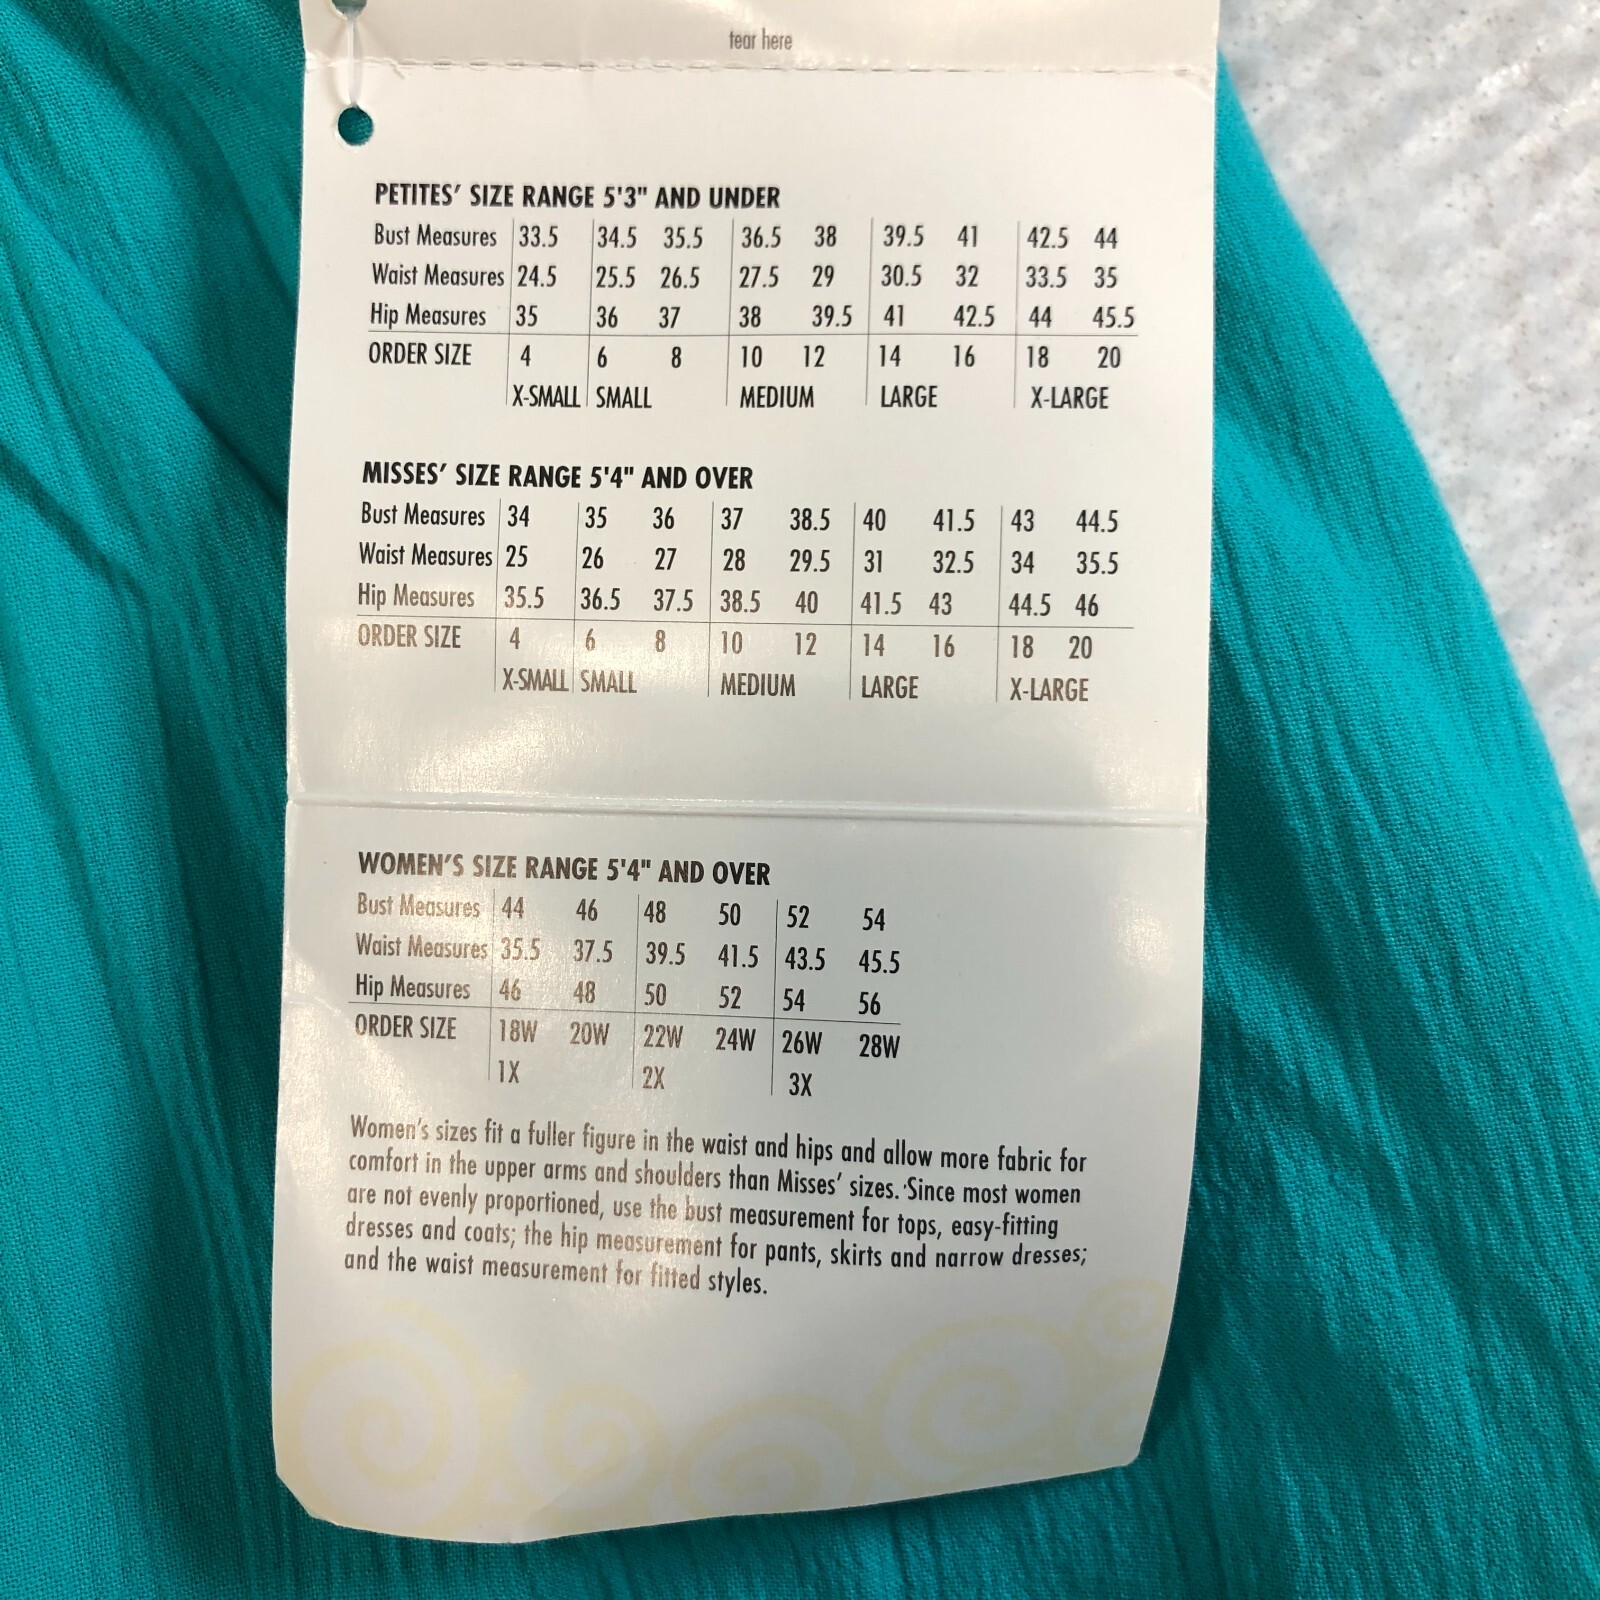 tear here
PETITES' SIZE RANGE 5'3" AND UNDER
Bust Measures 33.5 34.5 35.5 36.5 38 39.5 41 42.5 44
Waist Measures 24.5 25.5 26.5 27.5 29 30.5 32 33.5 35
Hip Measures 35 36 37 38 39.5 41 42.5 44 45.5
ORDER SIZE 4 6 8 10 12 14 16 18 20
X-SMALL SMALL MEDIUM LARGE X-LARGE
MISSES' SIZE RANGE 5'4" AND OVER
Bust Measures 34 35 36 37 38.5 40 41.5 43 44.5
Waist Measures 25 26 27 28 29.5 31 32.5 34 35.5
Hip Measures 35.5 36.5 37.5 38.5 40 41.5 43 44.5 46
ORDER SIZE 4 6 8 10 12 14 16 18 20
X-SMALL SMALL MEDIUM LARGE X-LARGE
WOMEN'S SIZE RANGE 5'4" AND OVER
Bust Measures 44 46 48 50 52 54
Waist Measures 35.5 37.5 39.5 41.5 43.5 45.5
Hip Measures 46 48 50 52 54 56
ORDER SIZE 18W 20W 22W 24W 26W 28W
1X 2X 3X
Women's sizes fit a fuller figure in the waist and hips and allow more fabric for
comfort in the upper arms and shoulders than Misses' sizes. Since most women
are not evenly proportioned, use the bust measurement for tops, easy-fitting
dresses and coats; the hip measurement for pants, skirts and narrow dresses;
and the waist measurement for fitted styles.